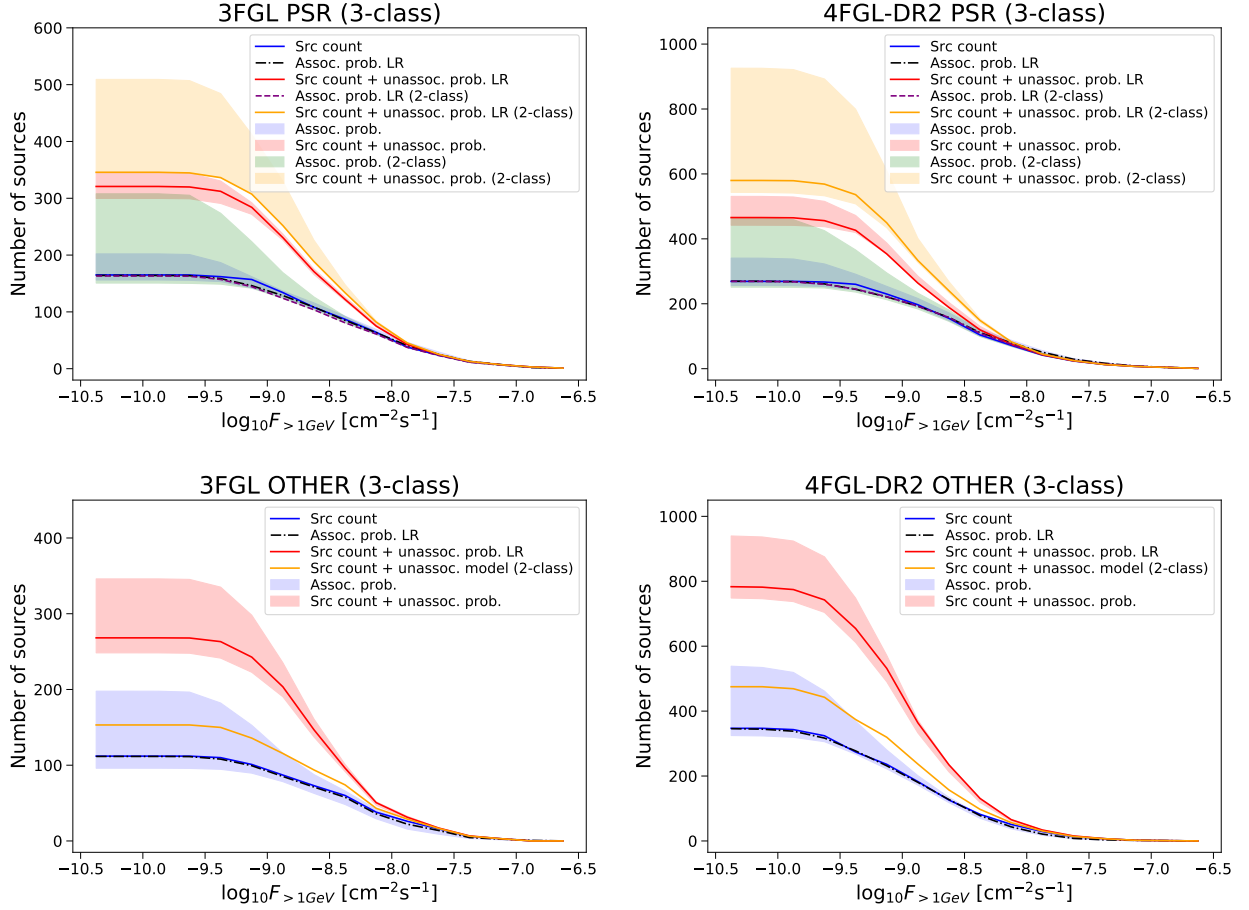 3FGL PSR (3-class)
Number of sources
600
500
400
300
200
100
0
Src count
Assoc. prob. LR
Src count + unassoc. prob. LR
Assoc. prob. LR (2-class)
Src count + unassoc. prob. LR (2-class)
Assoc. prob.
Src count + unassoc. prob.
Assoc. prob. (2-class)
Src count + unassoc. prob. (2-class)
−10.5 −10.0 −9.5 −9.0 −8.5 −8.0 −7.5 −7.0 −6.5
log₁₀F>1GeV [cm⁻²s⁻¹]
4FGL-DR2 PSR (3-class)
Number of sources
1000
800
600
400
200
0
Src count
Assoc. prob. LR
Src count + unassoc. prob. LR
Assoc. prob. LR (2-class)
Src count + unassoc. prob. LR (2-class)
Assoc. prob.
Src count + unassoc. prob.
Assoc. prob. (2-class)
Src count + unassoc. prob. (2-class)
−10.5 −10.0 −9.5 −9.0 −8.5 −8.0 −7.5 −7.0 −6.5
log₁₀F>1GeV [cm⁻²s⁻¹]
3FGL OTHER (3-class)
Number of sources
400
300
200
100
0
Src count
Assoc. prob. LR
Src count + unassoc. prob. LR
Src count + unassoc. model (2-class)
Assoc. prob.
Src count + unassoc. prob.
−10.5 −10.0 −9.5 −9.0 −8.5 −8.0 −7.5 −7.0 −6.5
log₁₀F>1GeV [cm⁻²s⁻¹]
4FGL-DR2 OTHER (3-class)
Number of sources
1000
800
600
400
200
0
Src count
Assoc. prob. LR
Src count + unassoc. prob. LR
Src count + unassoc. model (2-class)
Assoc. prob.
Src count + unassoc. prob.
−10.5 −10.0 −9.5 −9.0 −8.5 −8.0 −7.5 −7.0 −6.5
log₁₀F>1GeV [cm⁻²s⁻¹]